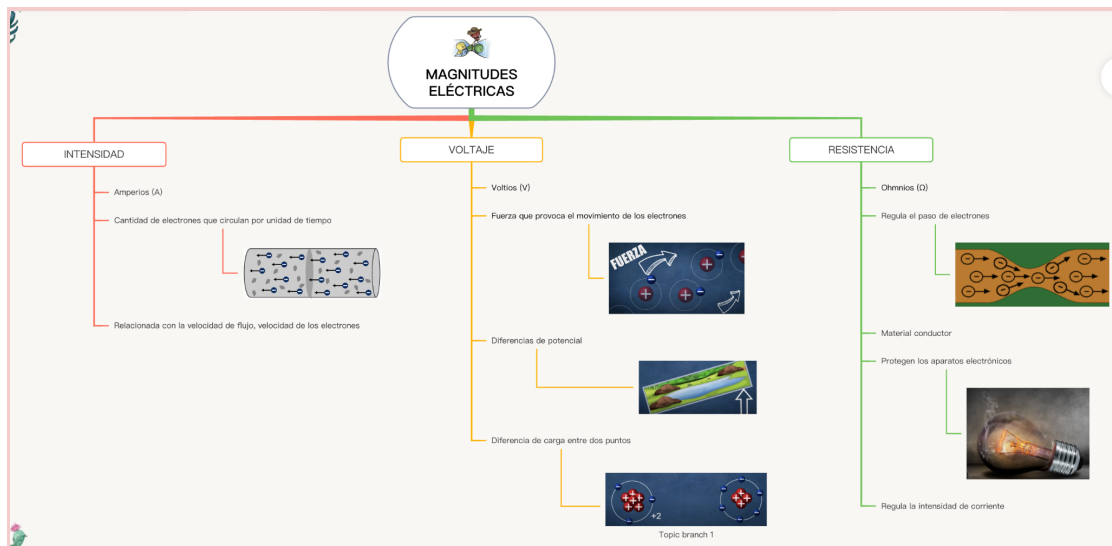 MAGNITUDES
ELÉCTRICAS
INTENSIDAD
Amperios (A)
Cantidad de electrones que circulan por unidad de tiempo
Relacionada con la velocidad de flujo, velocidad de los electrones
VOLTAJE
Voltios (V)
Fuerza que provoca el movimiento de los electrones
FUERZA
Diferencias de potencial
Diferencia de carga entre dos puntos
+2
Topic branch 1
RESISTENCIA
Ohmnios (Ω)
Regula el paso de electrones
Material conductor
Protegen los aparatos electrónicos
Regula la intensidad de corriente